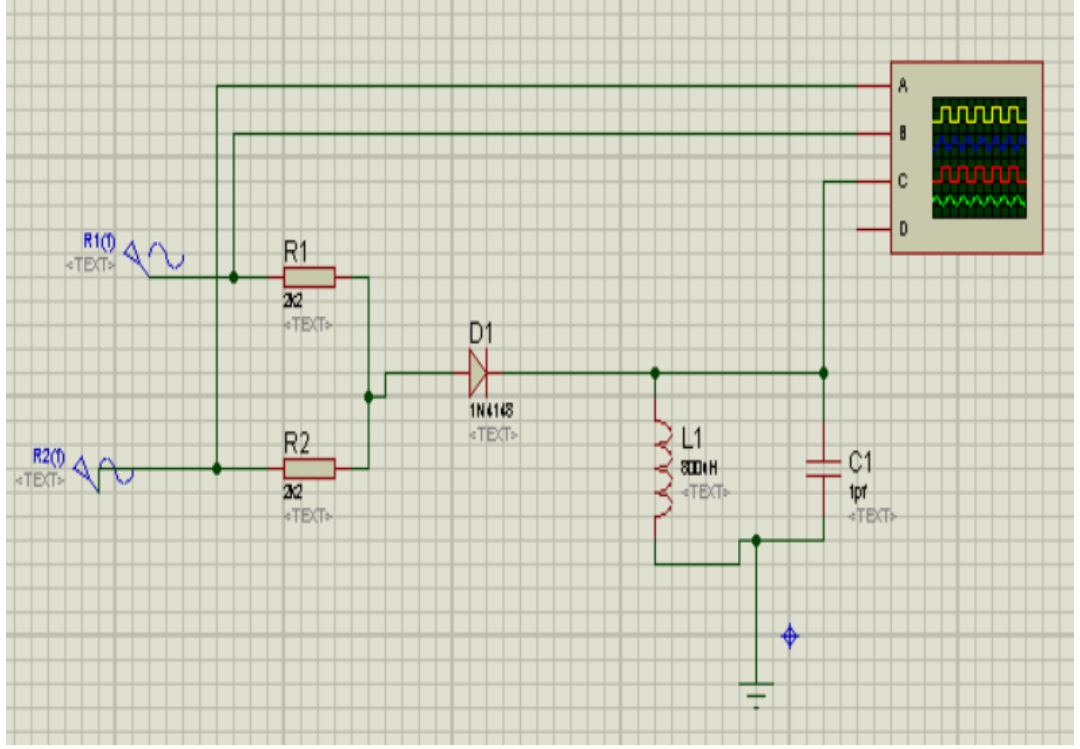 A
B
C
D
R1(1)
<TEXT>
R1
2k2
<TEXT>
D1
1N4148
<TEXT>
R2(1)
<TEXT>
R2
2k2
<TEXT>
L1
<TEXT>
C1
1pf
<TEXT>